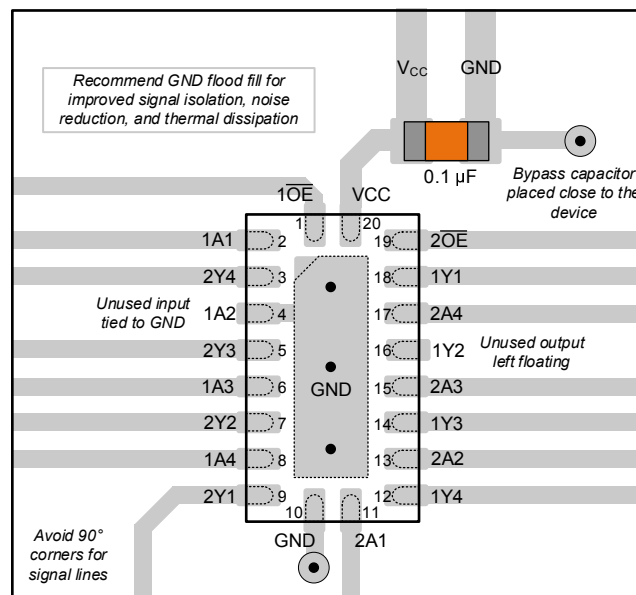 Recommend GND flood fill for
improved signal isolation, noise
reduction, and thermal dissipation
V_CC GND
0.1 µF
Bypass capacitor
placed close to the
device
1O̅E̅ VCC
1 20
1A1 2 19 2O̅E̅
2Y4 3 18 1Y1
Unused input
tied to GND
1A2 4 17 2A4
2Y3 5 16 1Y2
Unused output
left floating
1A3 6 GND 15 2A3
2Y2 7 14 1Y3
1A4 8 13 2A2
2Y1 9 12 1Y4
10 11
GND 2A1
Avoid 90°
corners for
signal lines